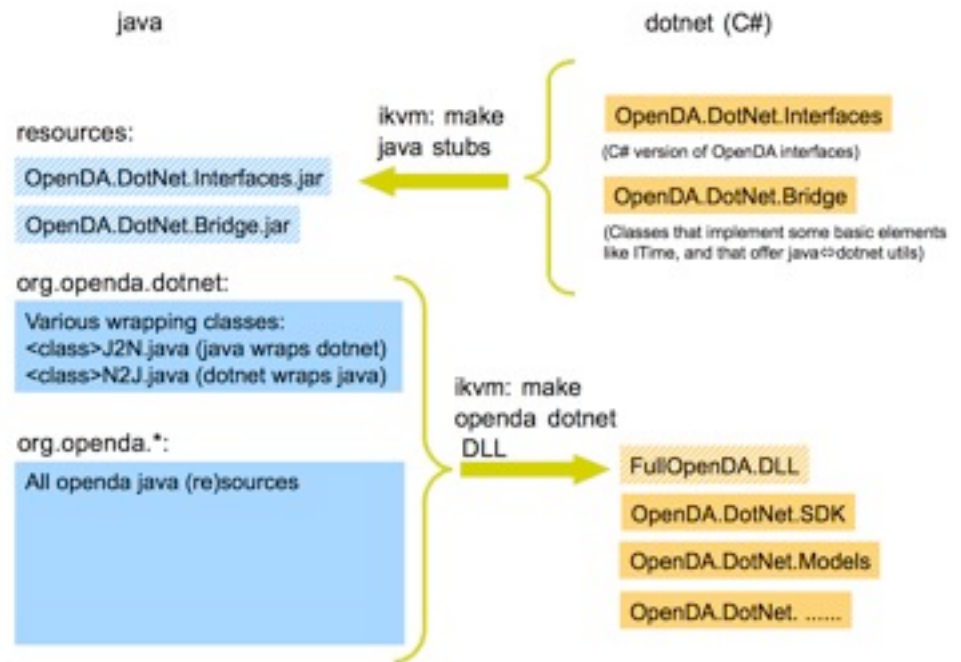 java
dotnet (C#)
resources:
OpenDA.DotNet.Interfaces.jar
OpenDA.DotNet.Bridge.jar
ikvm: make
java stubs
OpenDA.DotNet.Interfaces
(C# version of OpenDA interfaces)
OpenDA.DotNet.Bridge
(Classes that implement some basic elements
like ITime, and that offer java⇔dotnet utils)
org.openda.dotnet:
Various wrapping classes:
<class>J2N.java (java wraps dotnet)
<class>N2J.java (dotnet wraps java)
org.openda.*:
All openda java (re)sources
ikvm: make
openda dotnet
DLL
FullOpenDA.DLL
OpenDA.DotNet.SDK
OpenDA.DotNet.Models
OpenDA.DotNet. ......